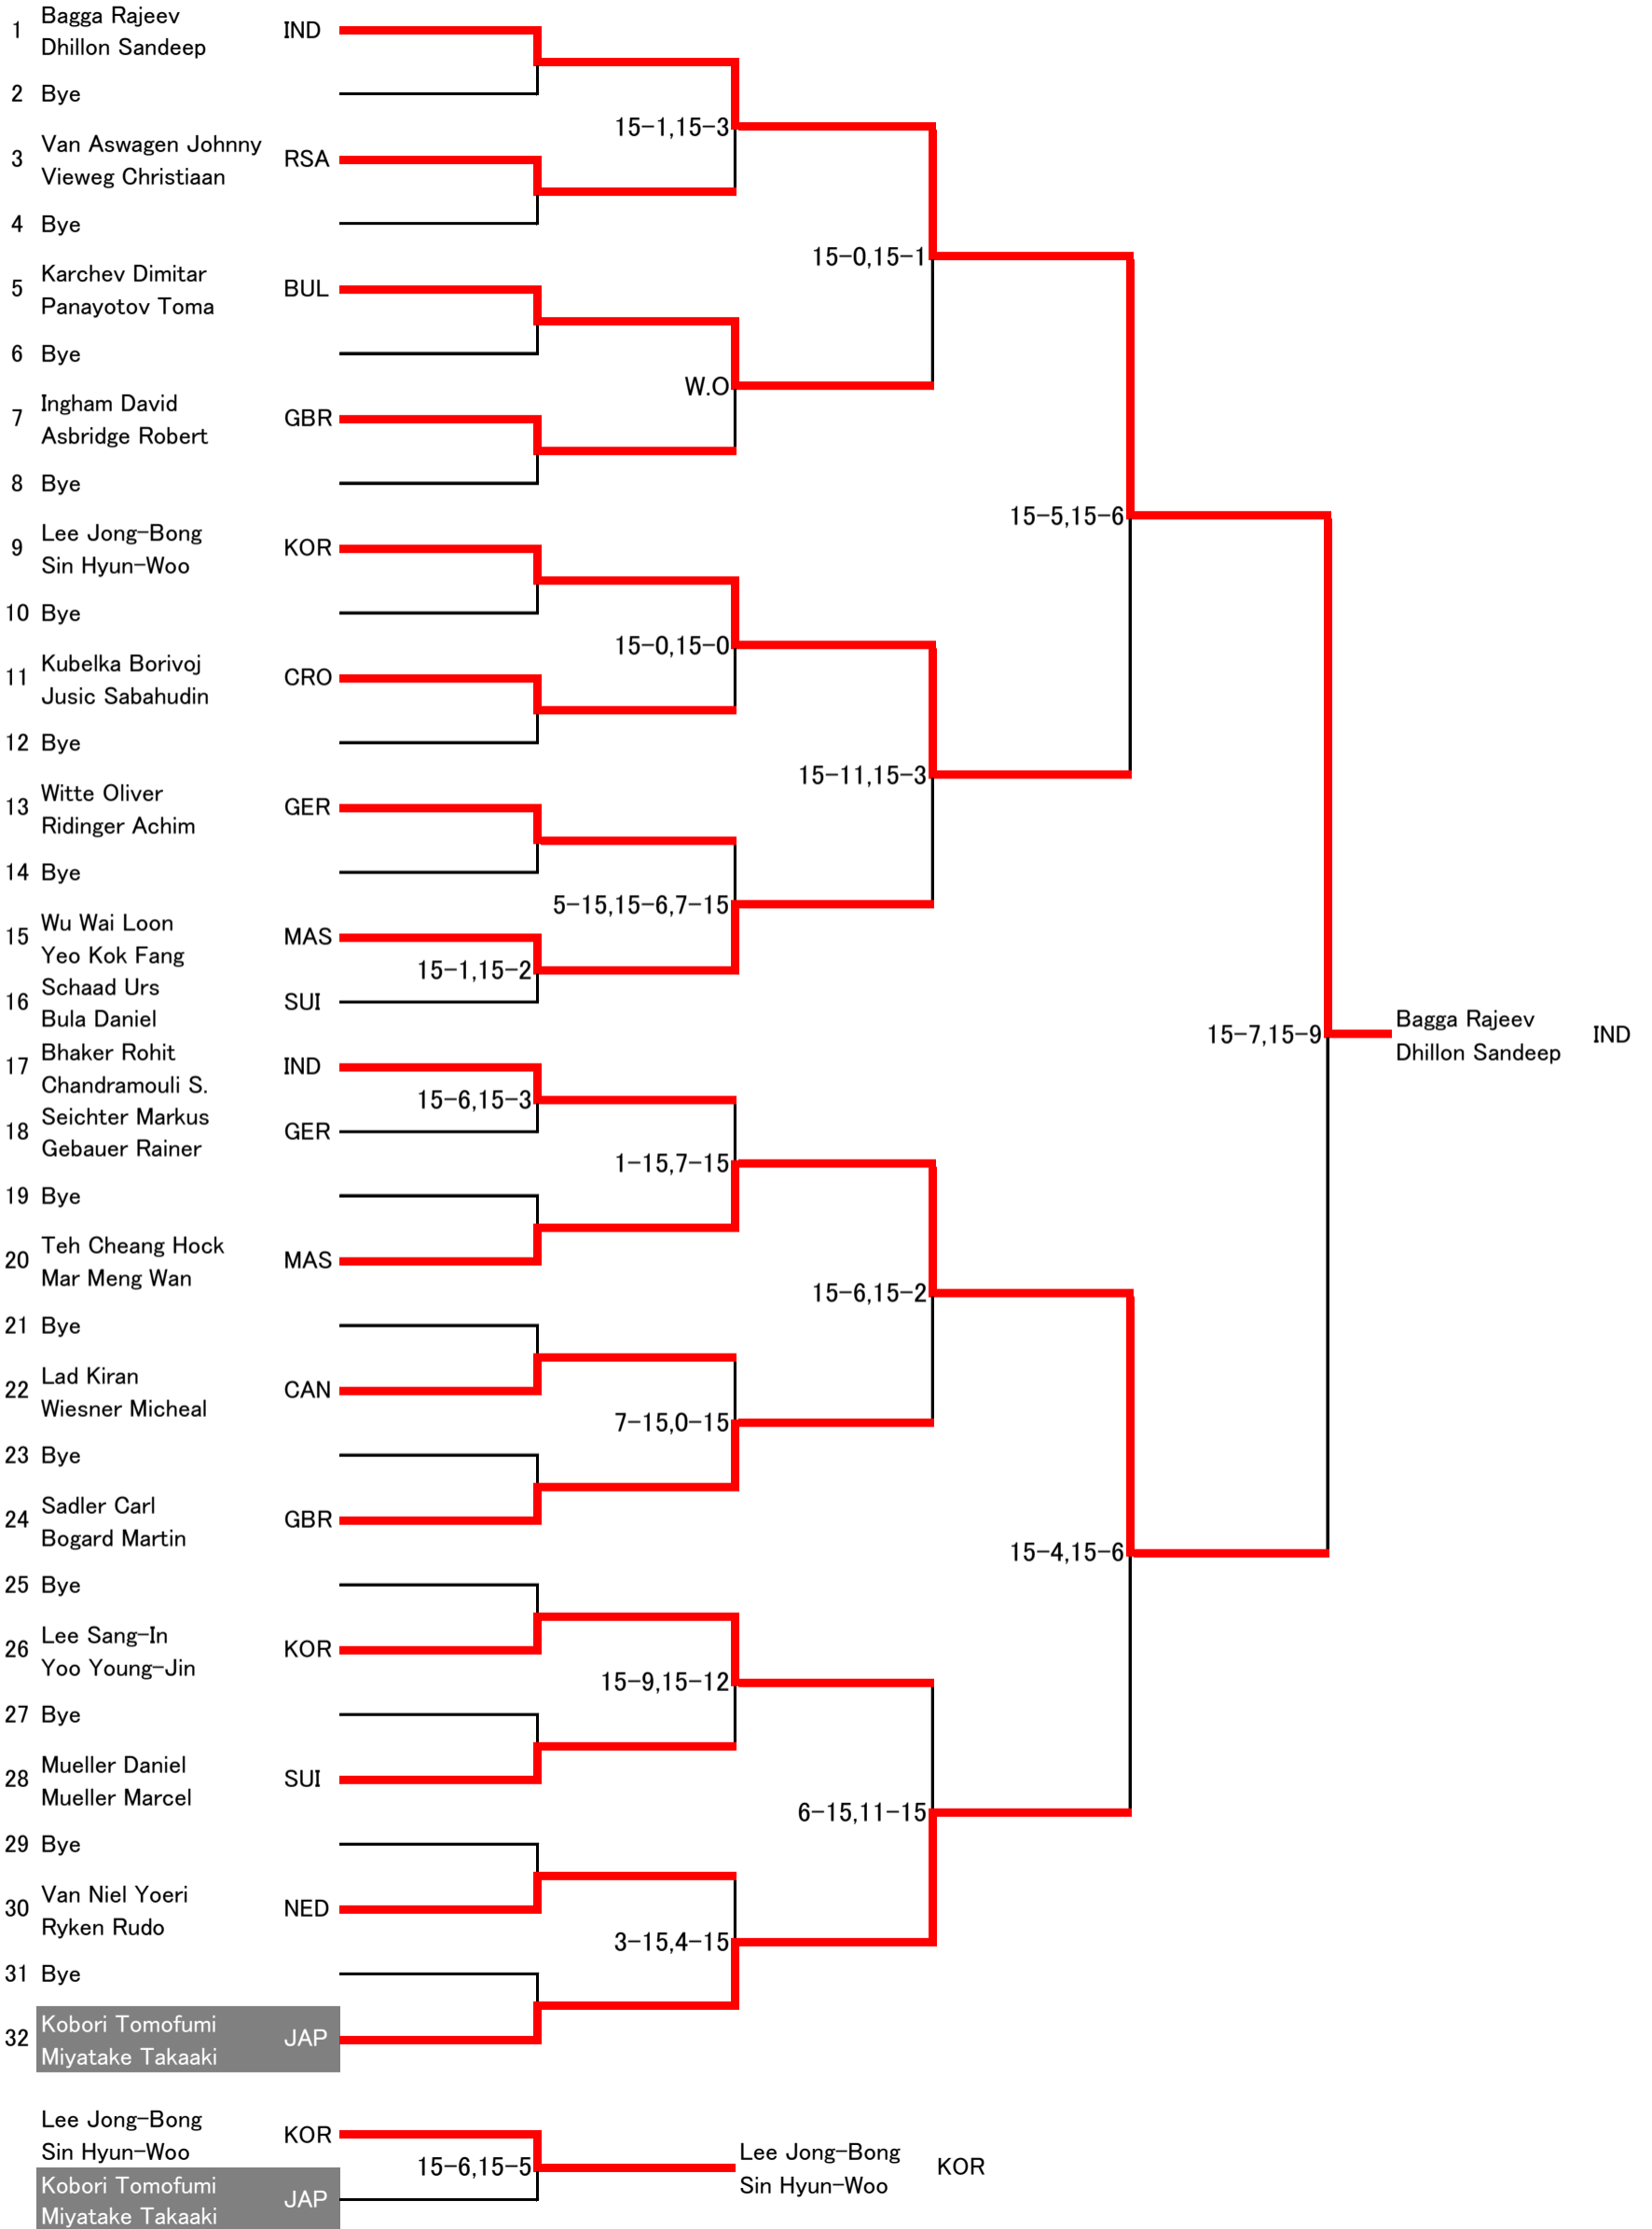 Bagga Rajeev
1 IND
Dhillon Sandeep
2 Bye
15-1,15-3
Van Aswagen Johnny
3 RSA
Vieweg Christiaan
4 Bye
15-0,15-1
Karchev Dimitar
5 BUL
Panayotov Toma
6 Bye
W.O
Ingham David
7 GBR
Asbridge Robert
8 Bye
15-5,15-6
Lee Jong-Bong
9 KOR
Sin Hyun-Woo
10 Bye
15-0,15-0
Kubelka Borivoj
11 CRO
Jusic Sabahudin
12 Bye
15-11,15-3
Witte Oliver
13 GER
Ridinger Achim
14 Bye
5-15,15-6,7-15
Wu Wai Loon
15 MAS
Yeo Kok Fang
15-1,15-2
Schaad Urs
16 SUI
Bula Daniel
15-7,15-9
Bagga Rajeev
IND
Dhillon Sandeep
Bhaker Rohit
17 IND
Chandramouli S.
15-6,15-3
Seichter Markus
18 GER
Gebauer Rainer
1-15,7-15
19 Bye
Teh Cheang Hock
20 MAS
Mar Meng Wan
15-6,15-2
21 Bye
Lad Kiran
22 CAN
Wiesner Micheal
7-15,0-15
23 Bye
Sadler Carl
24 GBR
Bogard Martin
15-4,15-6
25 Bye
Lee Sang-In
26 KOR
Yoo Young-Jin
15-9,15-12
27 Bye
Mueller Daniel
28 SUI
Mueller Marcel
6-15,11-15
29 Bye
Van Niel Yoeri
30 NED
Ryken Rudo
3-15,4-15
31 Bye
Kobori Tomofumi
32 JAP
Miyatake Takaaki
Lee Jong-Bong
KOR
Sin Hyun-Woo
15-6,15-5
Lee Jong-Bong
KOR
Sin Hyun-Woo
Kobori Tomofumi
JAP
Miyatake Takaaki